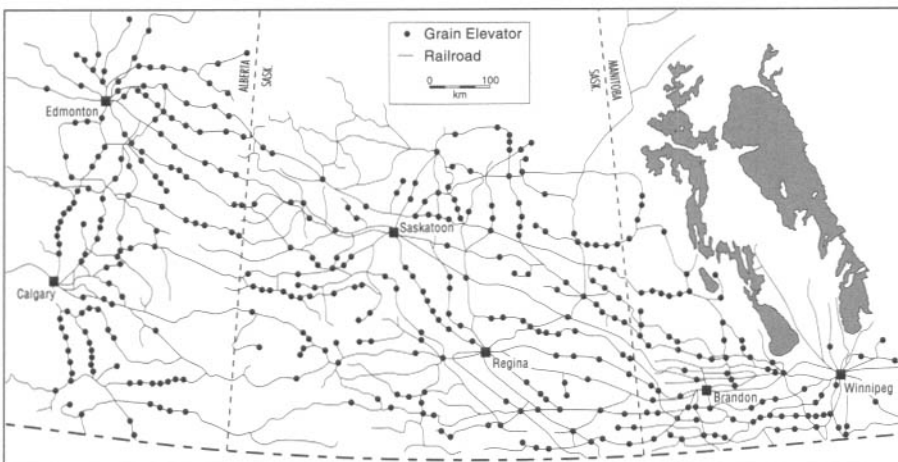 Grain Elevator
Railroad
0 100
km
ALBERTA
SASK.
SASK.
MANITOBA
Edmonton
Saskatoon
Calgary
Regina
Brandon
Winnipeg